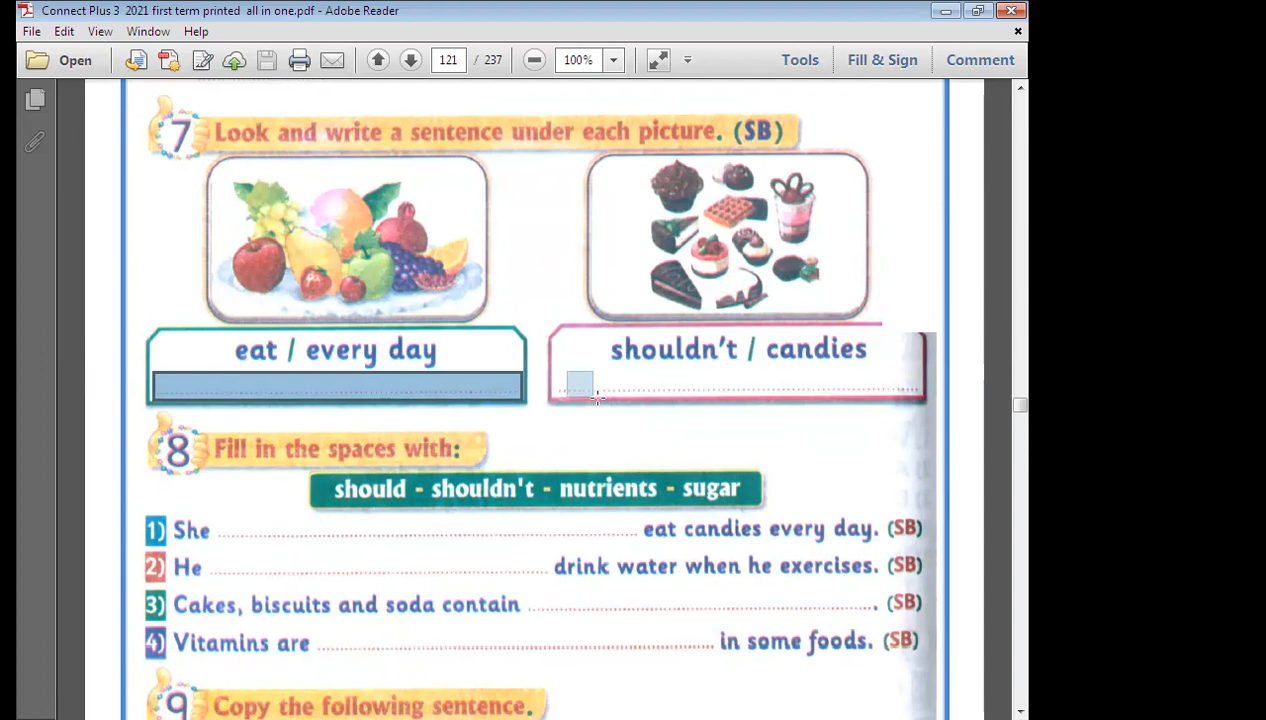 Connect Plus 3 2021 first term printed all in one.pdf - Adobe Reader
File Edit View Window Help
Open 121 / 237 100% Tools Fill & Sign Comment
7 Look and write a sentence under each picture. (SB)
eat / every day
shouldn't / candies
8 Fill in the spaces with:
should - shouldn't - nutrients - sugar
1) She ........ eat candies every day. (SB)
2) He ........ drink water when he exercises. (SB)
3) Cakes, biscuits and soda contain ........ . (SB)
4) Vitamins are ........ in some foods. (SB)
9 Copy the following sentence.